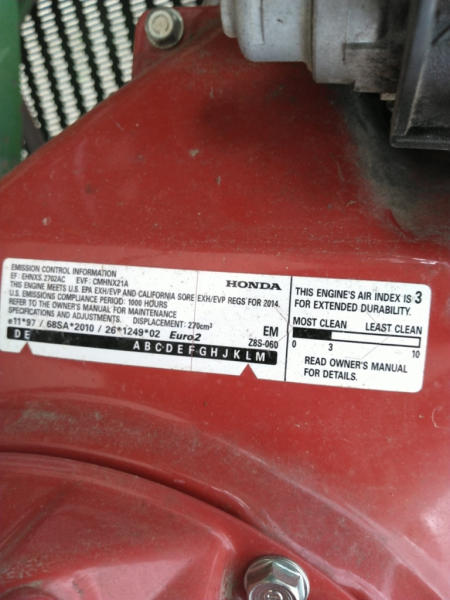 EMISSION CONTROL INFORMATION
EF: EHNXS.2702AC EVF: CMHNX21A HONDA
THIS ENGINE MEETS U.S. EPA EXH/EVP AND CALIFORNIA SORE EXH/EVP REGS FOR 2014.
U.S. EMISSIONS COMPLIANCE PERIOD: 1000 HOURS
REFER TO THE OWNER'S MANUAL FOR MAINTENANCE
SPECIFICATIONS AND ADJUSTMENTS. DISPLACEMENT: 270cm³
e11*97 / 68SA*2010 / 26*1249*02 Euro2 EM
Z8S-060
D E A B C D E F G H J K L M
THIS ENGINE'S AIR INDEX IS 3
FOR EXTENDED DURABILITY.
MOST CLEAN LEAST CLEAN
0 3 10
READ OWNER'S MANUAL
FOR DETAILS.